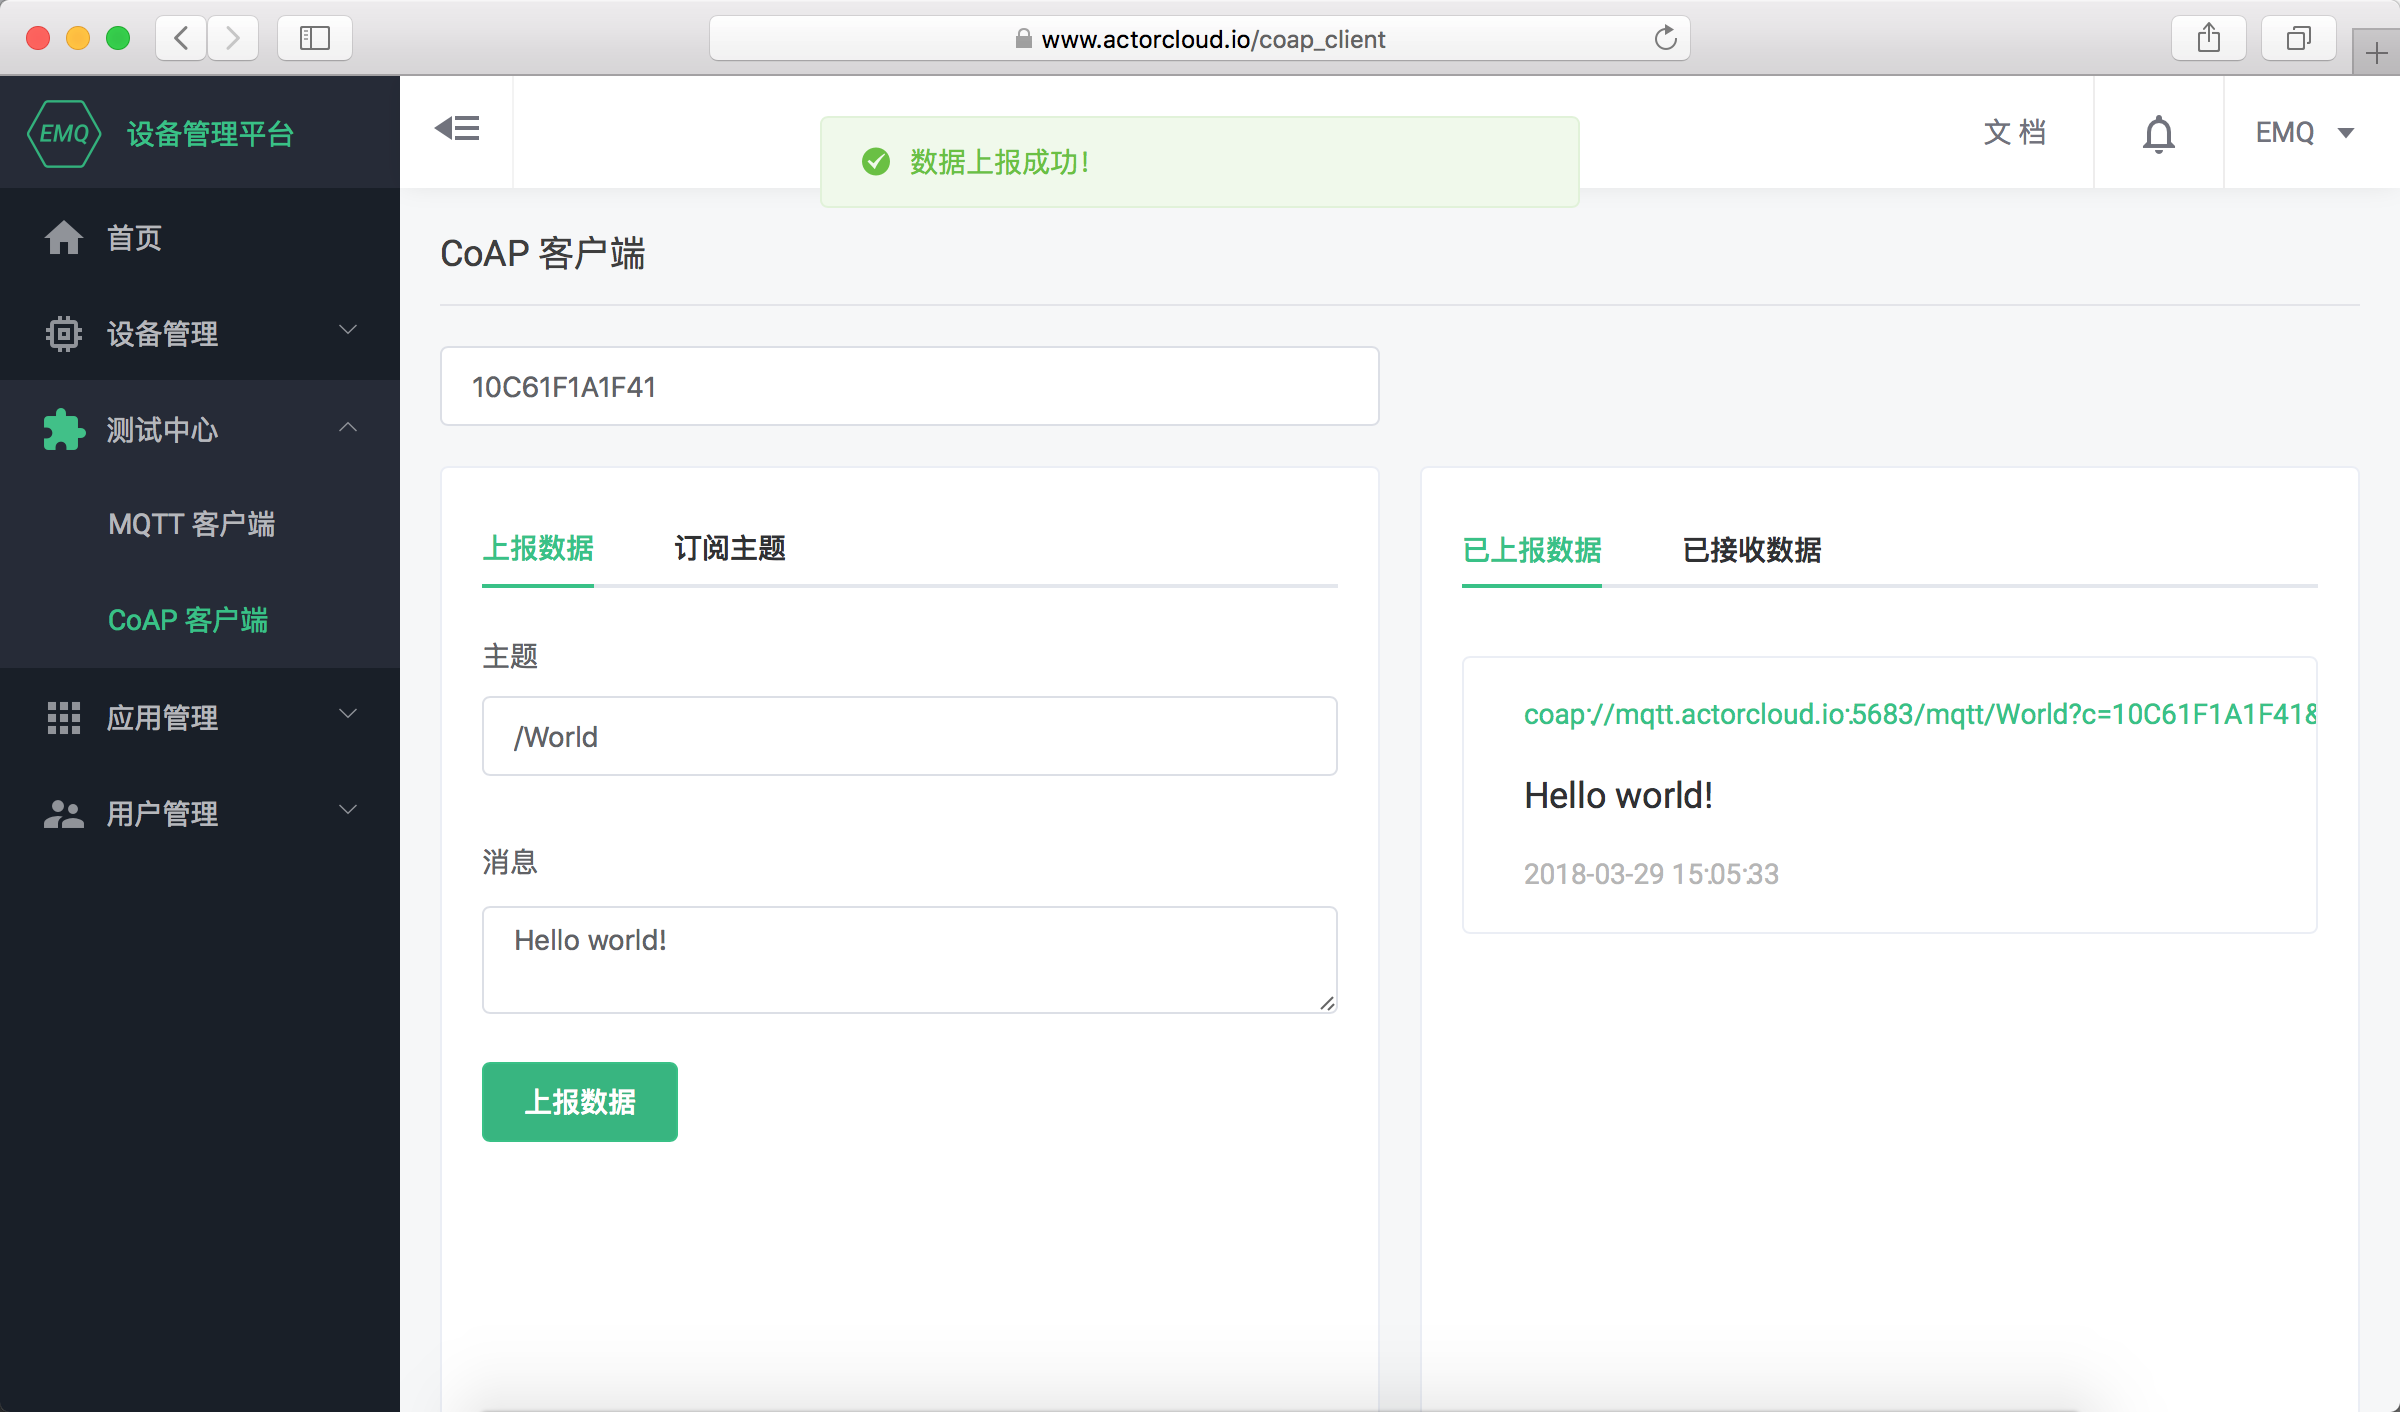 www.actorcloud.io/coap_client
EMQ 设备管理平台
数据上报成功!
文 档
EMQ
首页
设备管理
测试中心
MQTT 客户端
CoAP 客户端
应用管理
用户管理
CoAP 客户端
10C61F1A1F41
上报数据 订阅主题
主题
/World
消息
Hello world!
上报数据
已上报数据 已接收数据
coap://mqtt.actorcloud.io:5683/mqtt/World?c=10C61F1A1F41&
Hello world!
2018-03-29 15:05:33